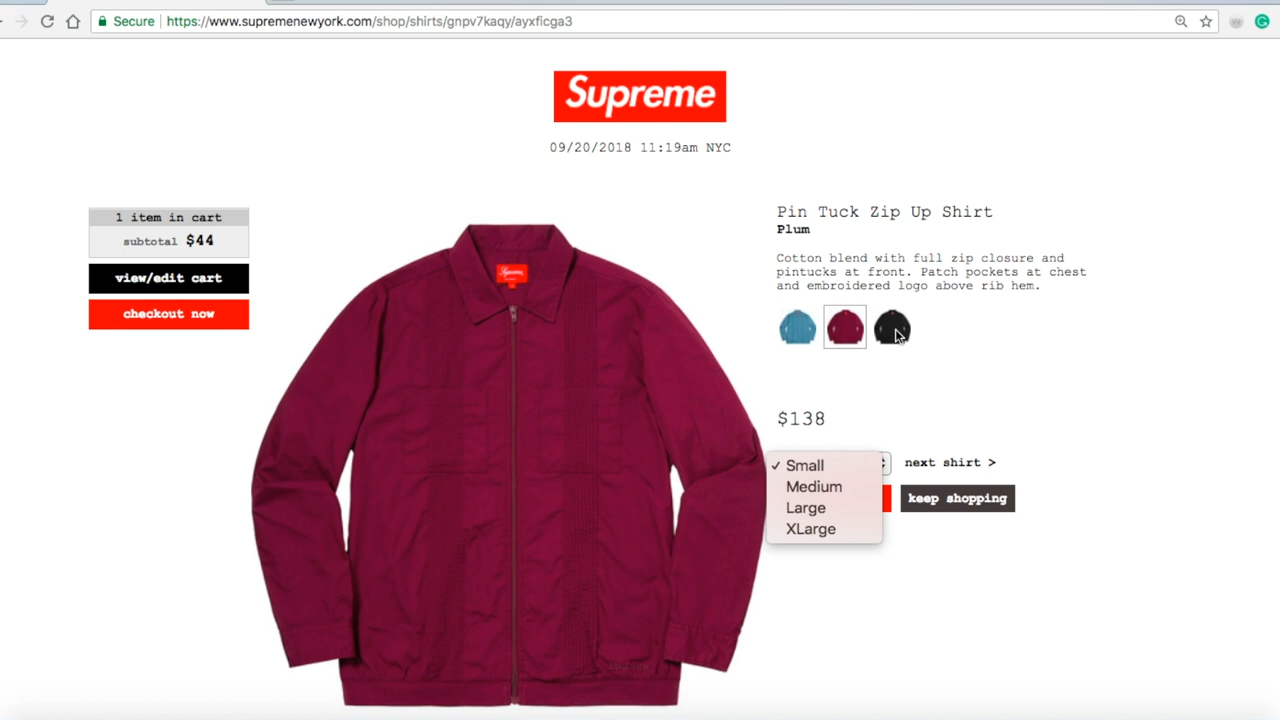 Secure https://www.supremenewyork.com/shop/shirts/gnpv7kaqy/ayxficga3
Supreme
09/20/2018 11:19am NYC
1 item in cart
subtotal $44
view/edit cart
checkout now
Supreme
Pin Tuck Zip Up Shirt
Plum
Cotton blend with full zip closure and
pintucks at front. Patch pockets at chest
and embroidered logo above rib hem.
$138
✓ Small
Medium
Large
XLarge
next shirt >
keep shopping